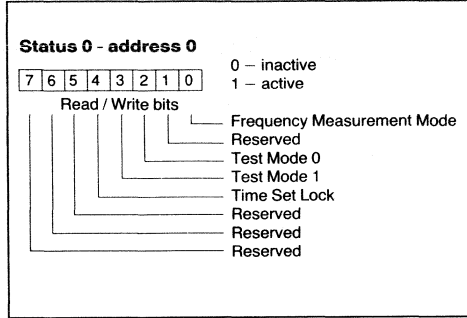 Status 0 - address 0
0 – inactive
7 6 5 4 3 2 1 0
1 – active
Read / Write bits
Frequency Measurement Mode
Reserved
Test Mode 0
Test Mode 1
Time Set Lock
Reserved
Reserved
Reserved